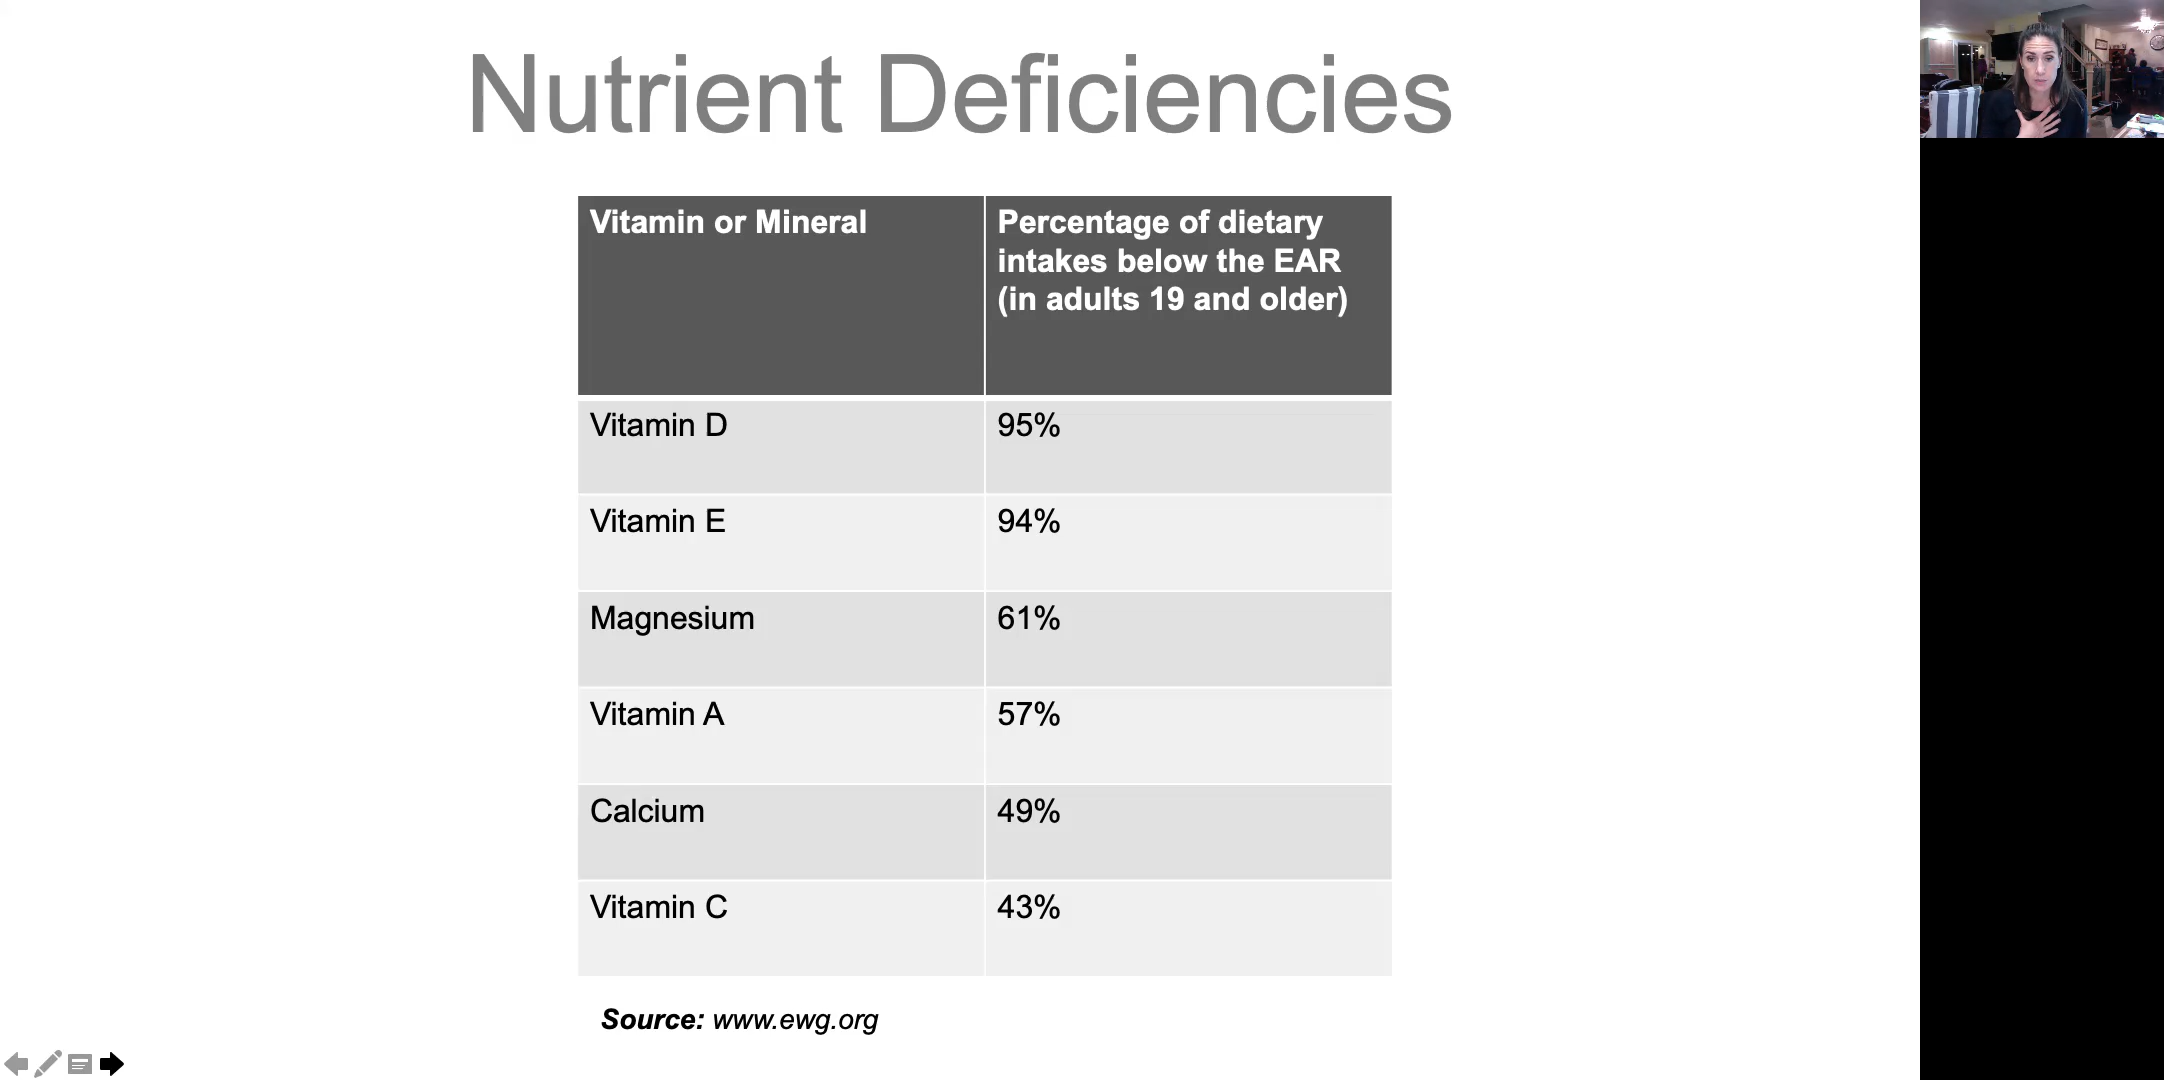 Nutrient Deficiencies
Vitamin or Mineral
Percentage of dietary
intakes below the EAR
(in adults 19 and older)
Vitamin D
95%
Vitamin E
94%
Magnesium
61%
Vitamin A
57%
Calcium
49%
Vitamin C
43%
Source: www.ewg.org